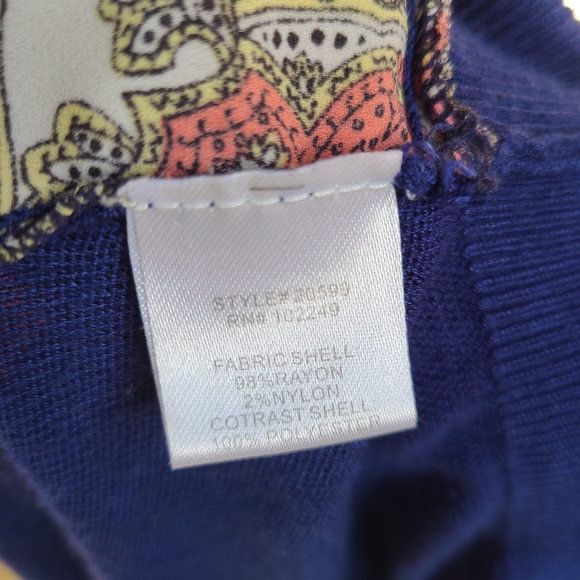 STYLE# 20599
RN# 102249
FABRIC SHELL
98%RAYON
2%NYLON
COTRAST SHELL
100% POLYESTER